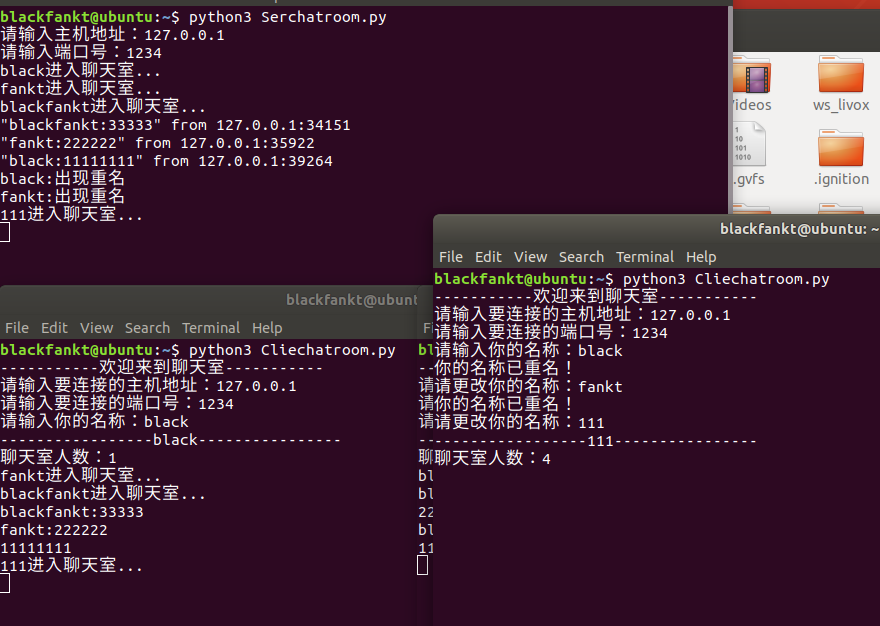 blackfankt@ubuntu:~$ python3 Serchatroom.py
请输入主机地址：127.0.0.1
请输入端口号：1234
black进入聊天室...
fankt进入聊天室...
blackfankt进入聊天室...
"blackfankt:33333" from 127.0.0.1:34151
"fankt:222222" from 127.0.0.1:35922
"black:11111111" from 127.0.0.1:39264
black:出现重名
fankt:出现重名
111进入聊天室...
ideos
ws_livox
.gvfs
.ignition
blackfankt@ubuntu: ~
File Edit View Search Terminal Help
blackfankt@ubuntu:~$ python3 Cliechatroom.py
-----------欢迎来到聊天室-----------
请输入要连接的主机地址：127.0.0.1
请输入要连接的端口号：1234
请输入你的名称：black
你的名称已重名！
请更改你的名称：fankt
你的名称已重名！
请更改你的名称：111
-----------------111----------------
聊天室人数：4
blackfankt@ubunt
File Edit View Search Terminal Help
blackfankt@ubuntu:~$ python3 Cliechatroom.py
-----------欢迎来到聊天室-----------
请输入要连接的主机地址：127.0.0.1
请输入要连接的端口号：1234
请输入你的名称：black
-----------------black----------------
聊天室人数：1
fankt进入聊天室...
blackfankt进入聊天室...
blackfankt:33333
fankt:222222
11111111
111进入聊天室...
bl
--
请
请
请
--
聊
bl
bl
22
bl
11